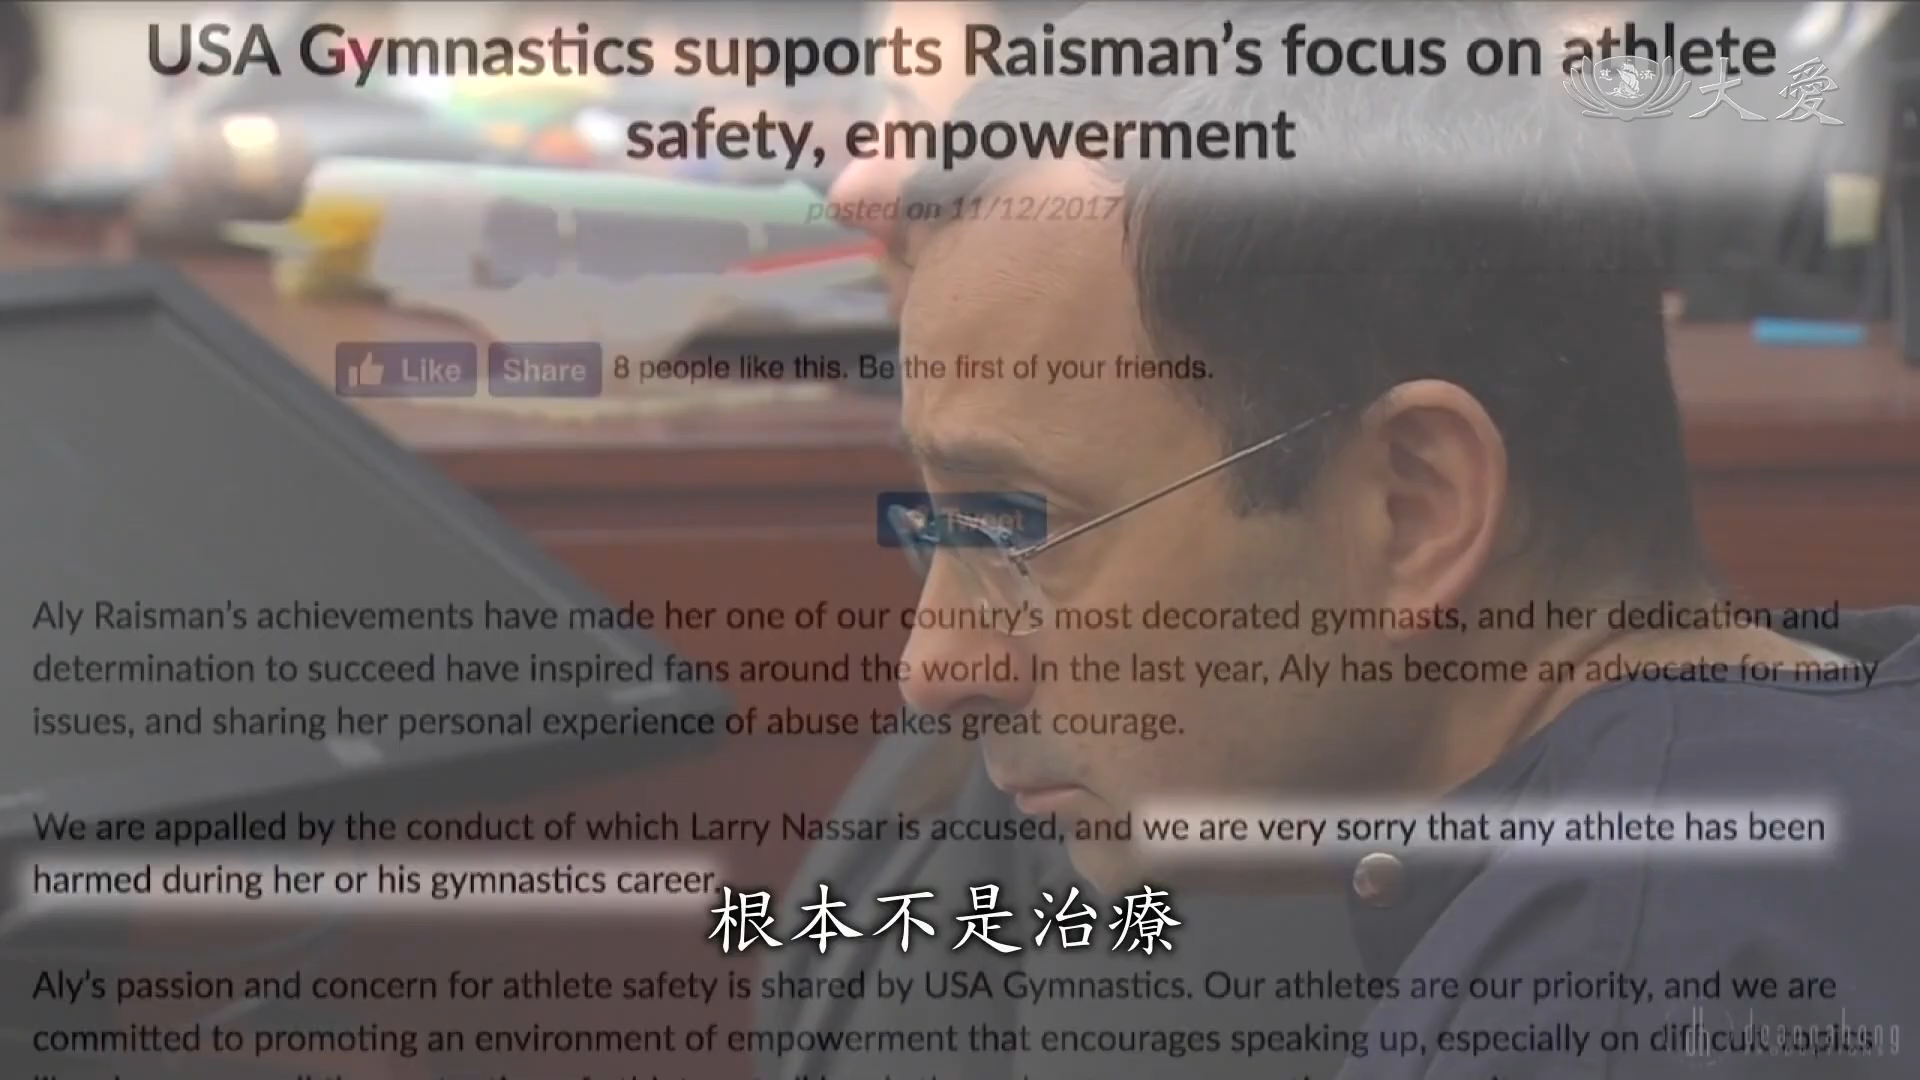 USA Gymnastics supports Raisman's focus on athlete
safety, empowerment
慈濟
大愛
posted on 11/12/2017
Like Share 8 people like this. Be the first of your friends.
Tweet
Aly Raisman's achievements have made her one of our country's most decorated gymnasts, and her dedication and
determination to succeed have inspired fans around the world. In the last year, Aly has become an advocate for many
issues, and sharing her personal experience of abuse takes great courage.
We are appalled by the conduct of which Larry Nassar is accused, and we are very sorry that any athlete has been
harmed during her or his gymnastics career.
根本不是治療
Aly's passion and concern for athlete safety is shared by USA Gymnastics. Our athletes are our priority, and we are
committed to promoting an environment of empowerment that encourages speaking up, especially on difficult topics